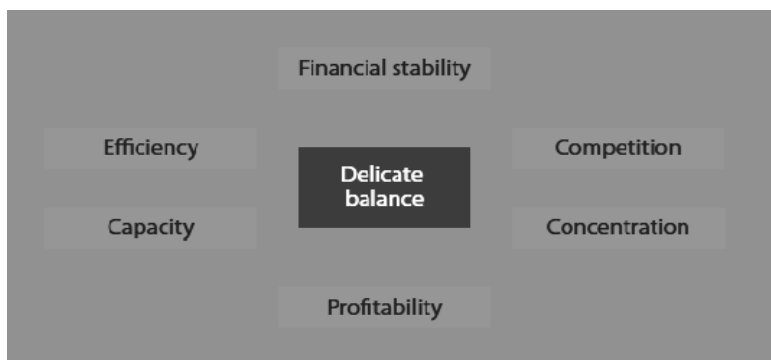 Financial stability
Efficiency
Competition
Delicate
balance
Capacity
Concentration
Profitability